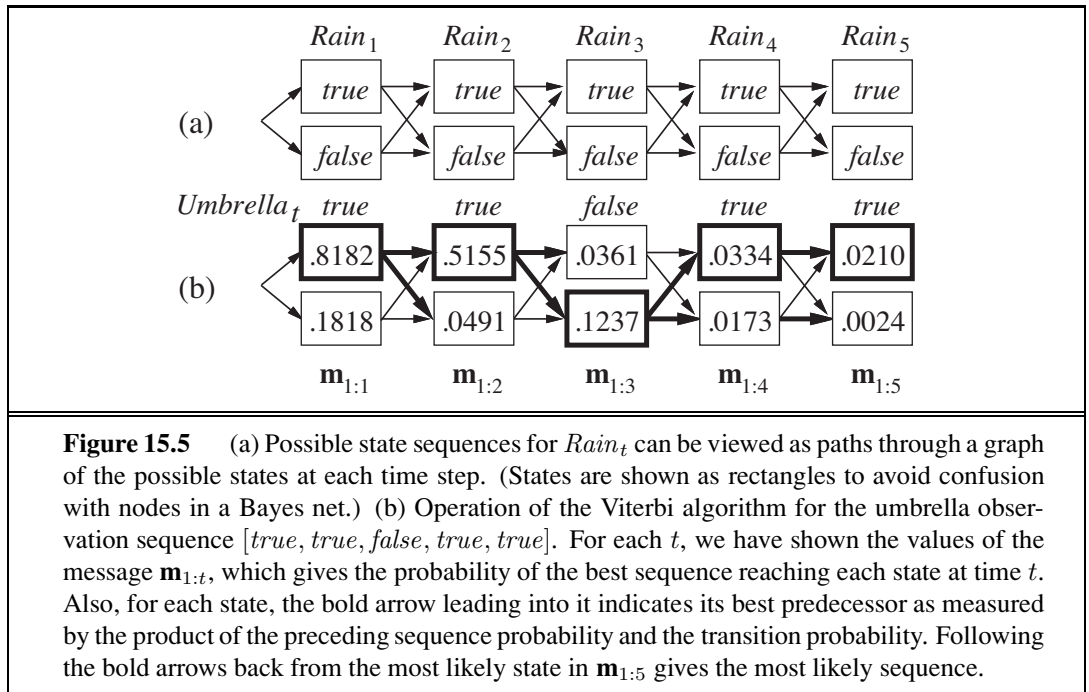 Rain1 Rain2 Rain3 Rain4 Rain5
true true true true true
(a)
false false false false false
Umbrellat true true false true true
.8182 .5155 .0361 .0334 .0210
(b)
.1818 .0491 .1237 .0173 .0024
m1:1 m1:2 m1:3 m1:4 m1:5
Figure 15.5 (a) Possible state sequences for Raint can be viewed as paths through a graph
of the possible states at each time step. (States are shown as rectangles to avoid confusion
with nodes in a Bayes net.) (b) Operation of the Viterbi algorithm for the umbrella obser-
vation sequence [true, true, false, true, true]. For each t, we have shown the values of the
message m1:t, which gives the probability of the best sequence reaching each state at time t.
Also, for each state, the bold arrow leading into it indicates its best predecessor as measured
by the product of the preceding sequence probability and the transition probability. Following
the bold arrows back from the most likely state in m1:5 gives the most likely sequence.